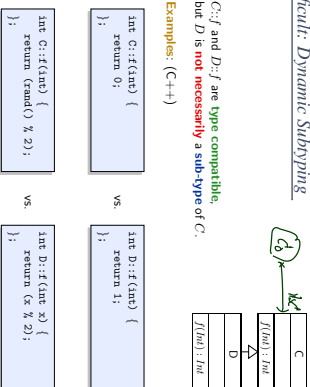 ficult: Dynamic Subtyping
C::f and D::f are type compatible,
but D is not necessarily a sub-type of C.
Examples: (C++)
int C::f(int) {
return 0;
};
vs.
int D::f(int) {
return 1;
};
int C::f(int) {
return (rand() % 2);
};
vs.
int D::f(int x) {
return (x % 2);
};
C
f(Int) : Int
D
f(Int) : Int